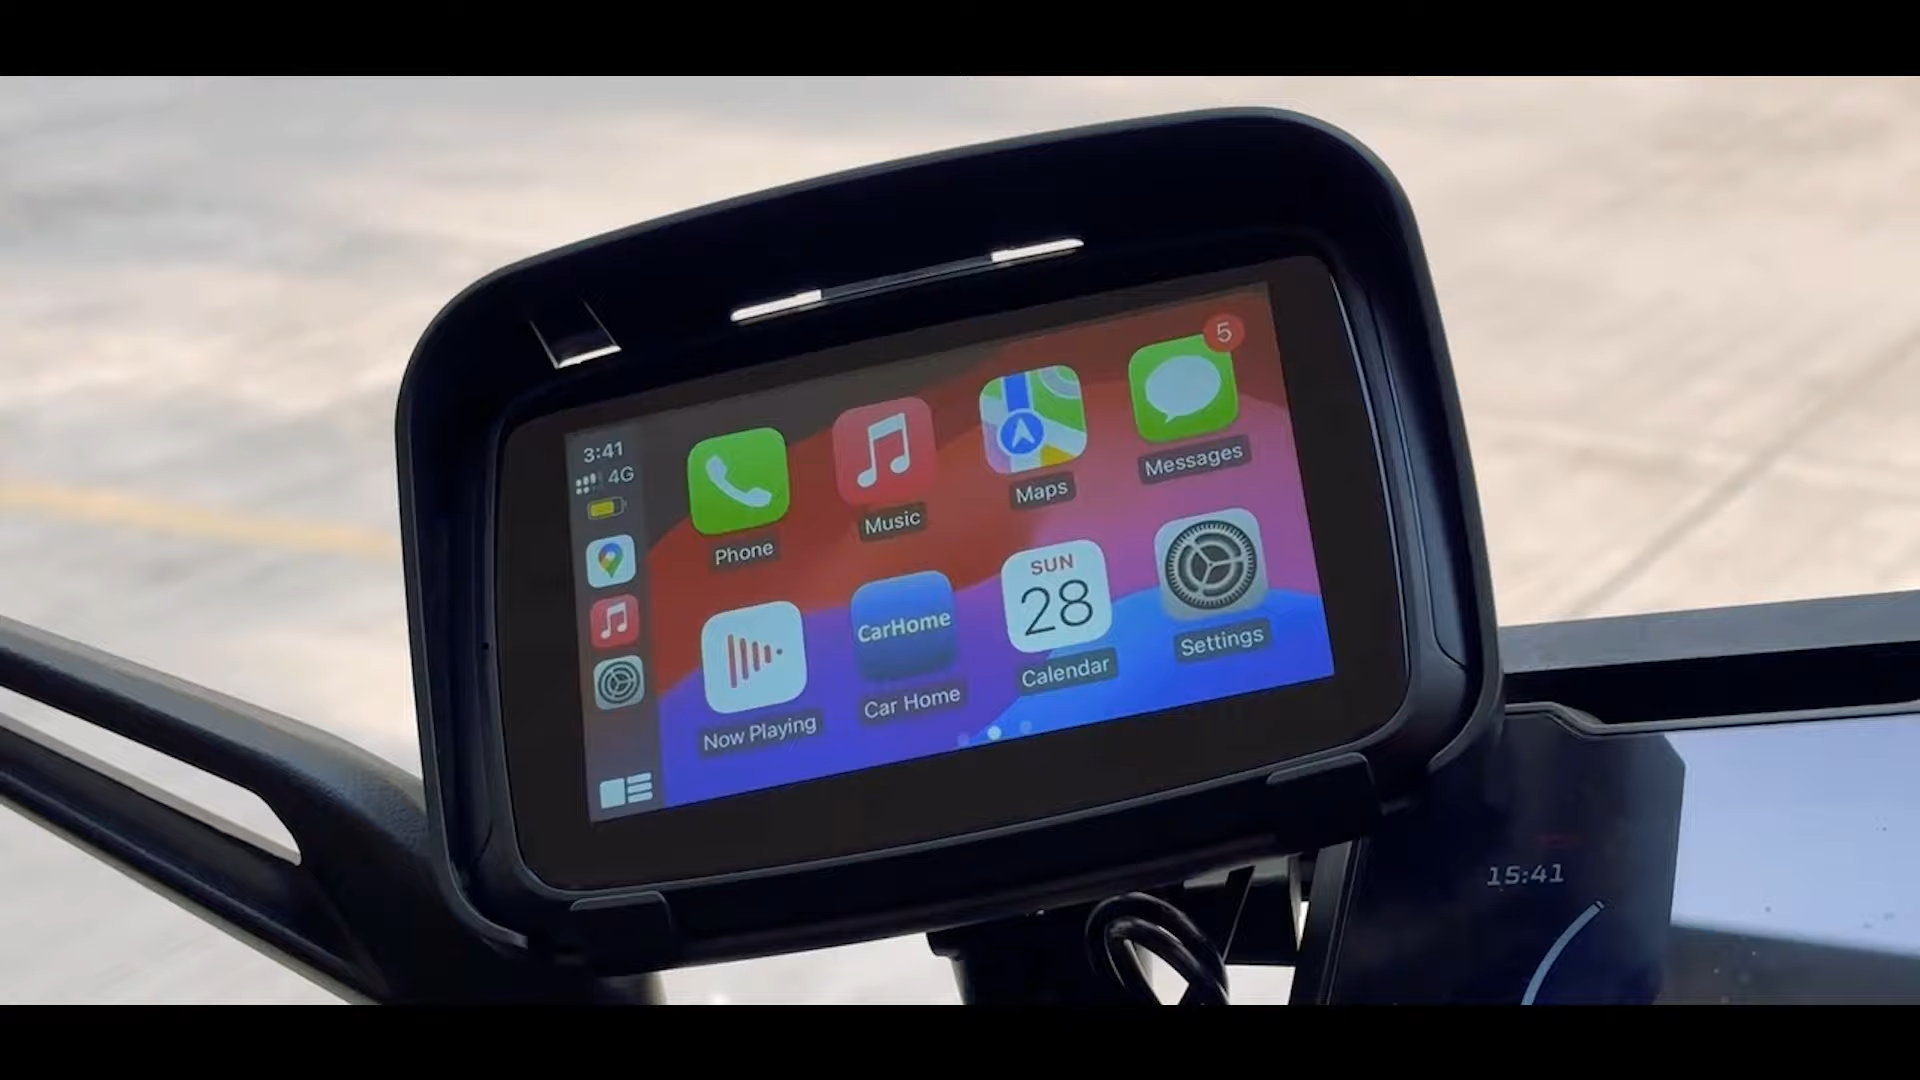 3:41
4G
Phone
Music
Maps
5
Messages
Now Playing
CarHome
Car Home
SUN
28
Calendar
Settings
15:41